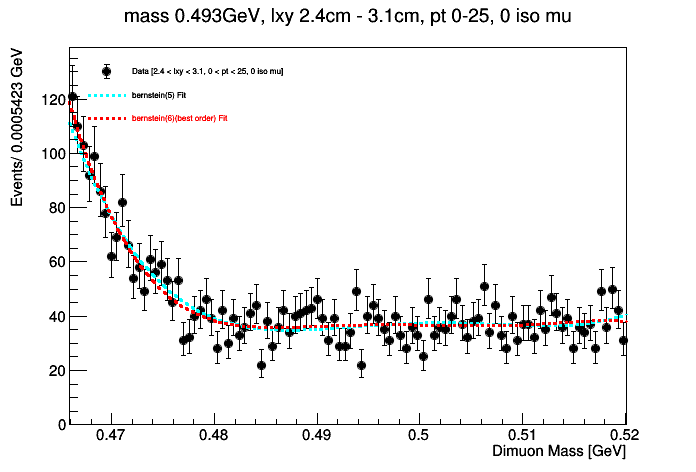 mass 0.493GeV, lxy 2.4cm - 3.1cm, pt 0-25, 0 iso mu
Events/ 0.0005423 GeV
Data [2.4 < lxy < 3.1, 0 < pt < 25, 0 iso mu]
bernstein(5) Fit
bernstein(6)(best order) Fit
120
100
80
60
40
20
0
0.47 0.48 0.49 0.5 0.51 0.52
Dimuon Mass [GeV]